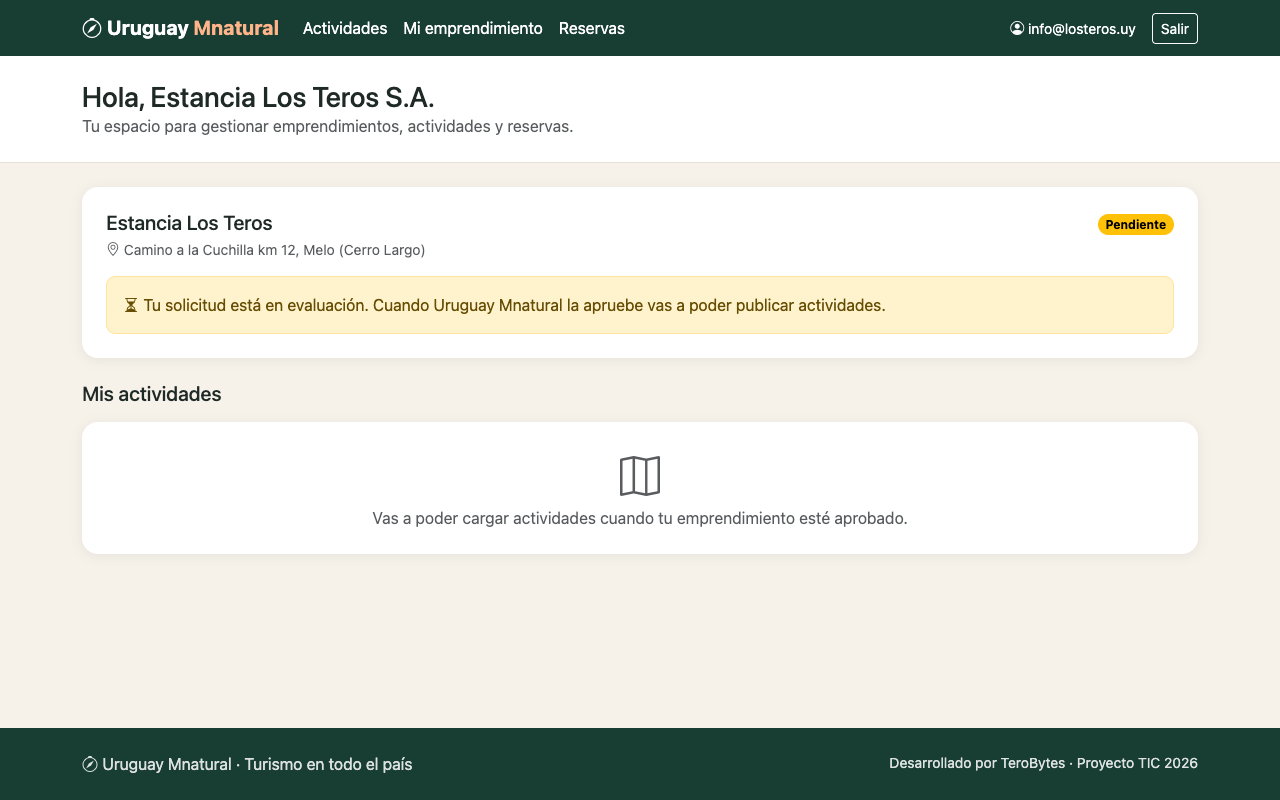 Uruguay Mnatural Actividades Mi emprendimiento Reservas info@losteros.uy Salir
Hola, Estancia Los Teros S.A.
Tu espacio para gestionar emprendimientos, actividades y reservas.
Estancia Los Teros
Pendiente
Camino a la Cuchilla km 12, Melo (Cerro Largo)
Tu solicitud está en evaluación. Cuando Uruguay Mnatural la apruebe vas a poder publicar actividades.
Mis actividades
Vas a poder cargar actividades cuando tu emprendimiento esté aprobado.
Uruguay Mnatural · Turismo en todo el país
Desarrollado por TeroBytes · Proyecto TIC 2026